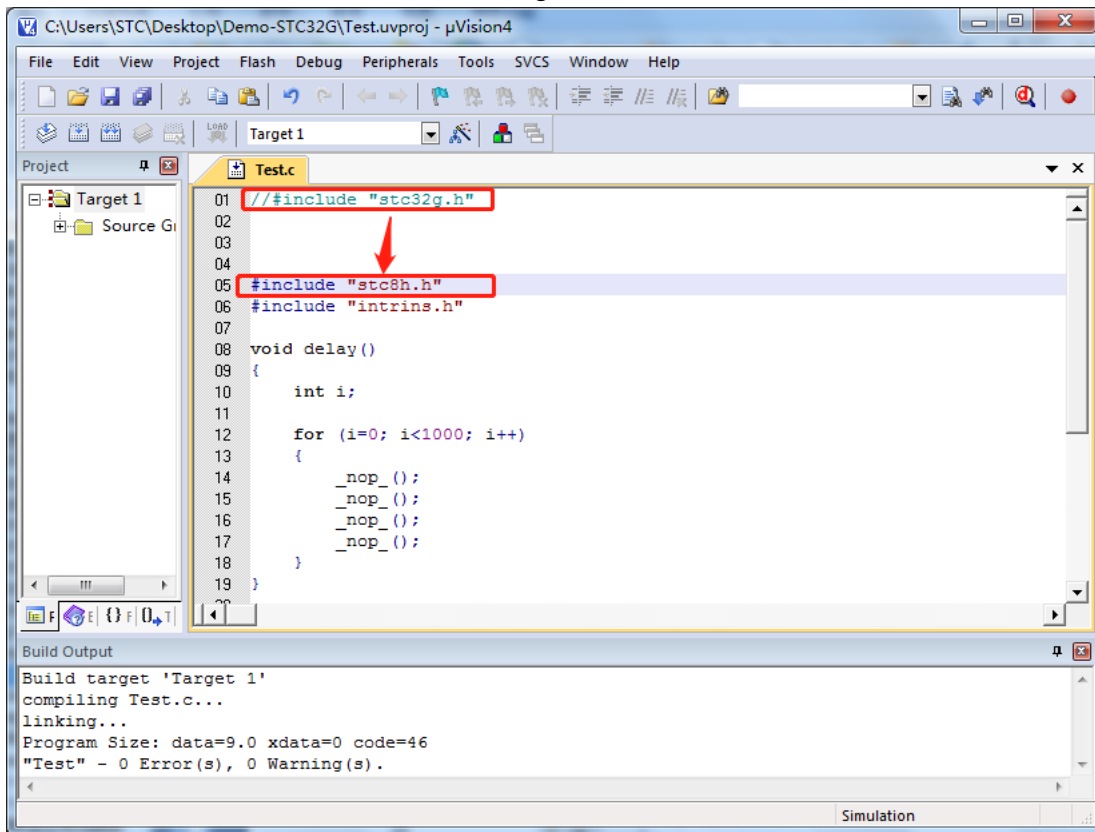 C:\Users\STC\Desktop\Demo-STC32G\Test.uvproj - µVision4
File Edit View Project Flash Debug Peripherals Tools SVCS Window Help
LOAD Target 1
Project
Test.c
Target 1
Source Gr
01 //#include "stc32g.h"
02
03
04
05 #include "stc8h.h"
06 #include "intrins.h"
07
08 void delay()
09 {
10     int i;
11
12     for (i=0; i<1000; i++)
13     {
14         _nop_();
15         _nop_();
16         _nop_();
17         _nop_();
18     }
19 }
F E {} F 0 T
Build Output
Build target 'Target 1'
compiling Test.c...
linking...
Program Size: data=9.0 xdata=0 code=46
"Test" - 0 Error(s), 0 Warning(s).
Simulation